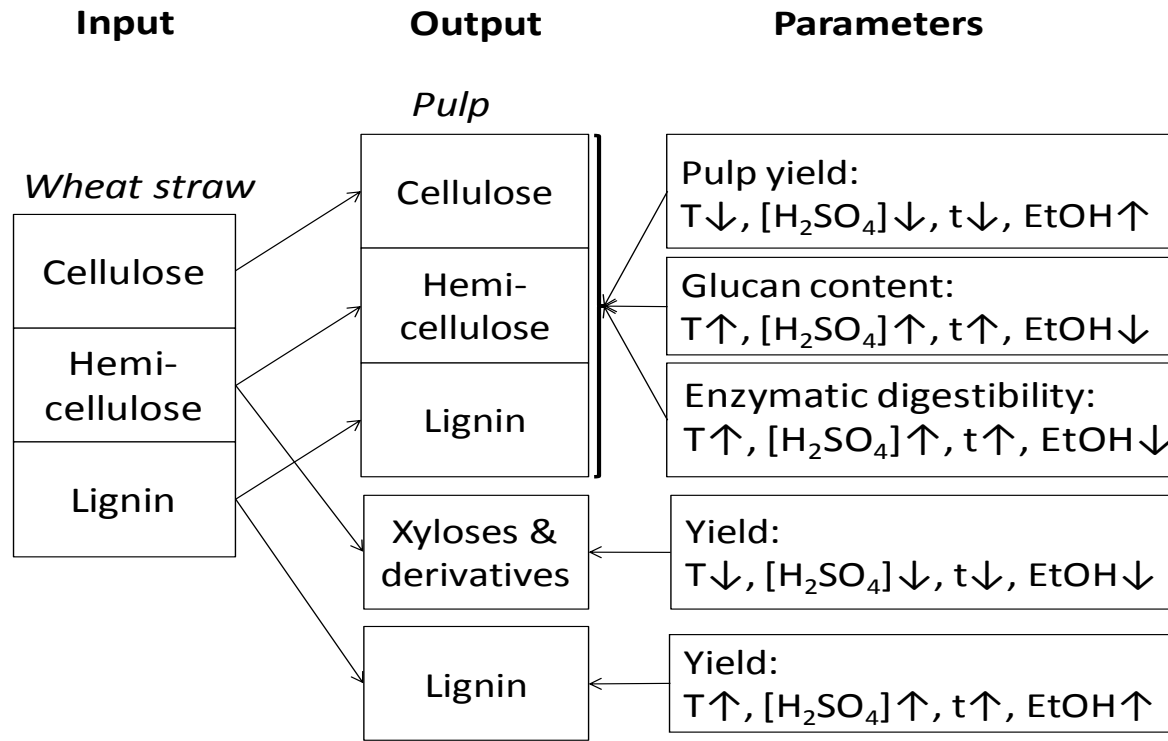 Input
Output
Parameters
Wheat straw
Cellulose
Hemi-
cellulose
Lignin
Pulp
Cellulose
Hemi-
cellulose
Lignin
Xyloses &
derivatives
Lignin
Pulp yield:
T↓, [H₂SO₄]↓, t↓, EtOH↑
Glucan content:
T↑, [H₂SO₄]↑, t↑, EtOH↓
Enzymatic digestibility:
T↑, [H₂SO₄]↑, t↑, EtOH↓
Yield:
T↓, [H₂SO₄]↓, t↓, EtOH↓
Yield:
T↑, [H₂SO₄]↑, t↑, EtOH↑